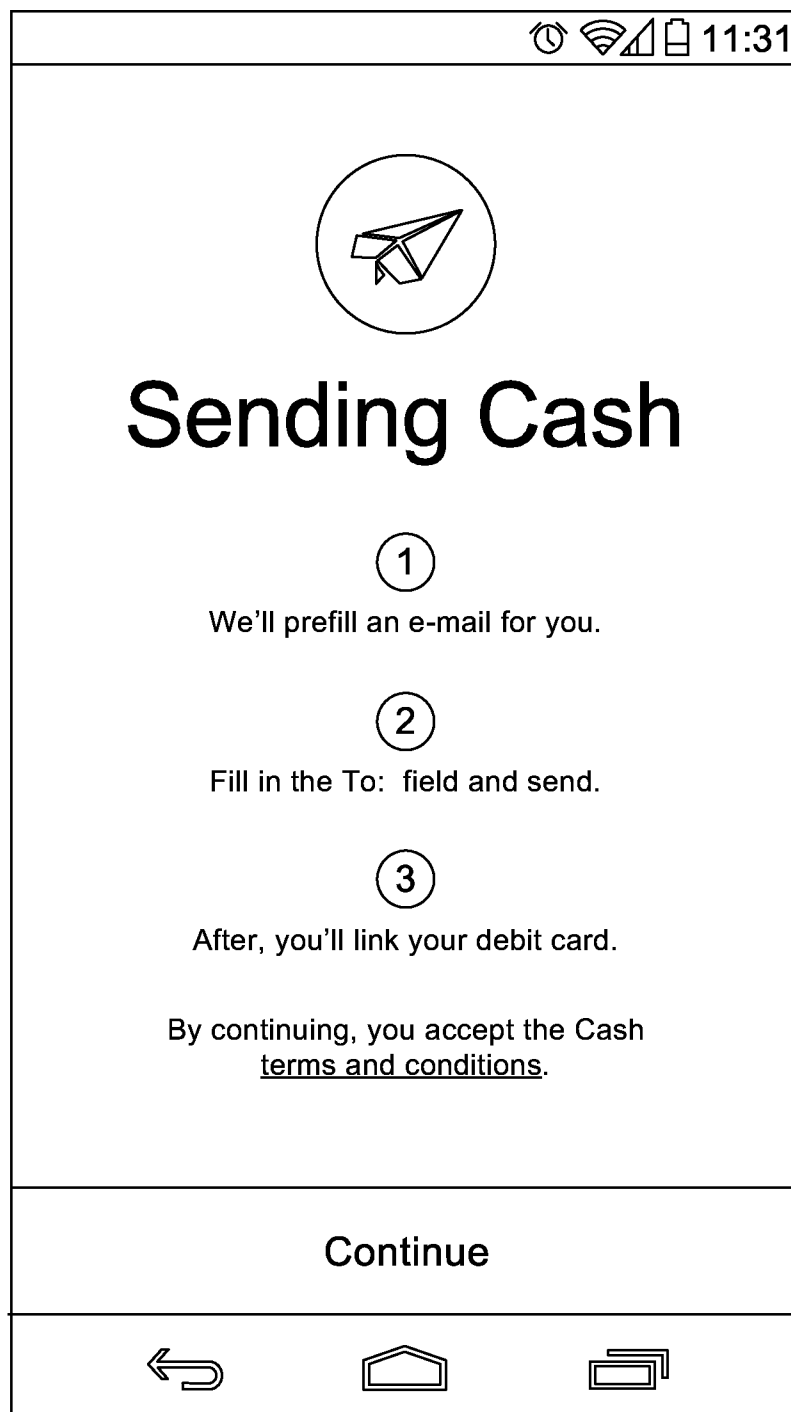 11:31
Sending Cash
1
We’ll prefill an e-mail for you.
2
Fill in the To:  field and send.
3
After, you’ll link your debit card.
By continuing, you accept the Cash
terms and conditions.
Continue